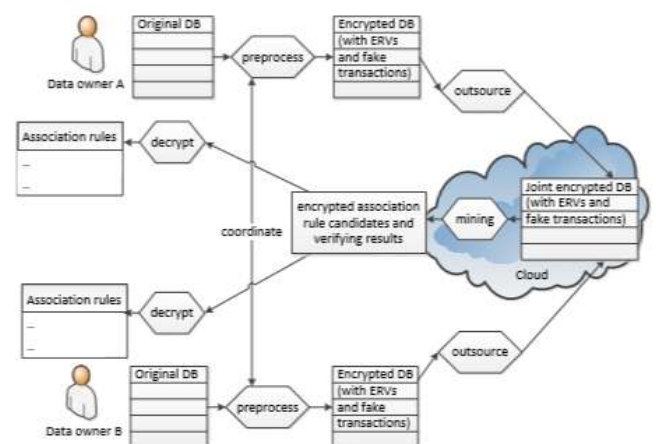 Original DB
Encrypted DB
(with ERVs
and fake
transactions)
preprocess
Data owner A
outsource
Association rules
decrypt
Joint encrypted DB
(with ERVs and
fake transactions)
encrypted association
rule candidates and
verifying results
mining
coordinate
Cloud
Association rules
decrypt
outsource
Original DB
Encrypted DB
(with ERVs
and fake
transactions)
preprocess
Data owner B